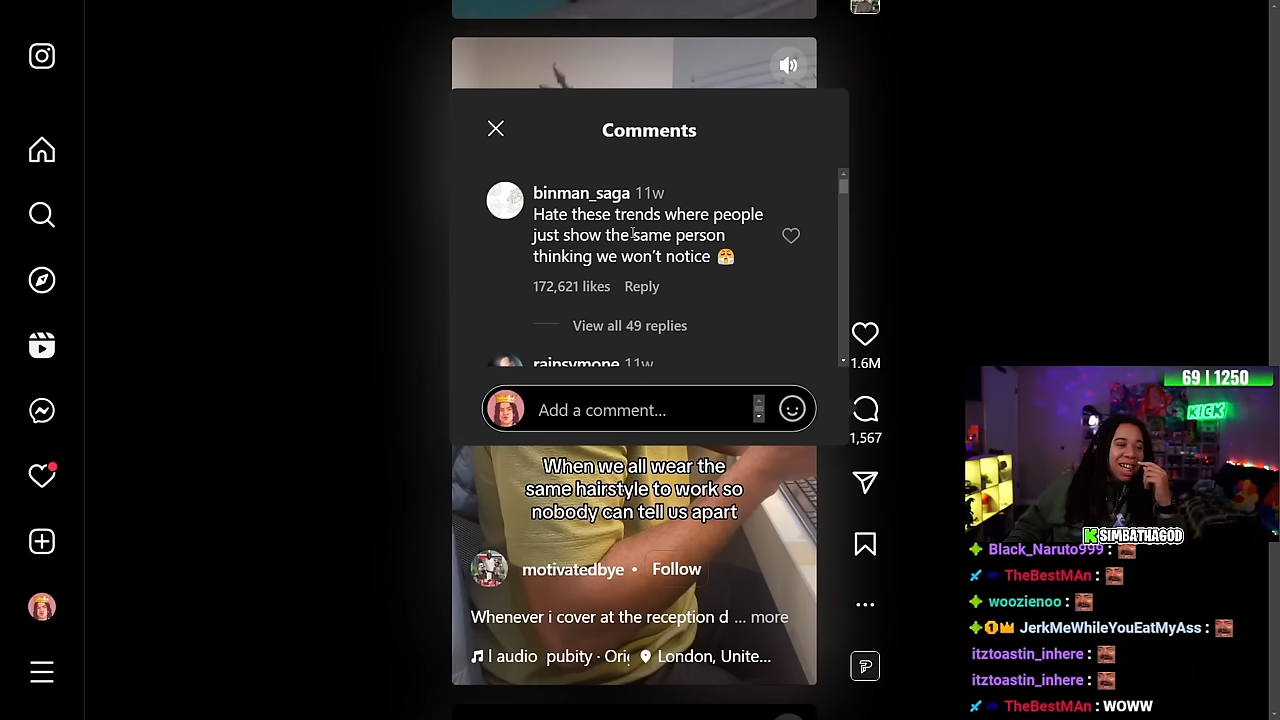 Comments
binman_saga 11w
Hate these trends where people
just show the same person
thinking we won't notice 😤
172,621 likes Reply
View all 49 replies
rainsymone 11w
Add a comment...
1.6M
1,567
When we all wear the
same hairstyle to work so
nobody can tell us apart
motivatedbye • Follow
Whenever i cover at the reception d ... more
l audio pubity · Ori
London, Unite...
69 | 1250
KICK
K SIMBATHAGOD
Black_Naruto999 :
TheBestMAn :
woozienoo :
JerkMeWhileYouEatMyAss :
itztoastin_inhere :
itztoastin_inhere :
TheBestMAn : WOWW